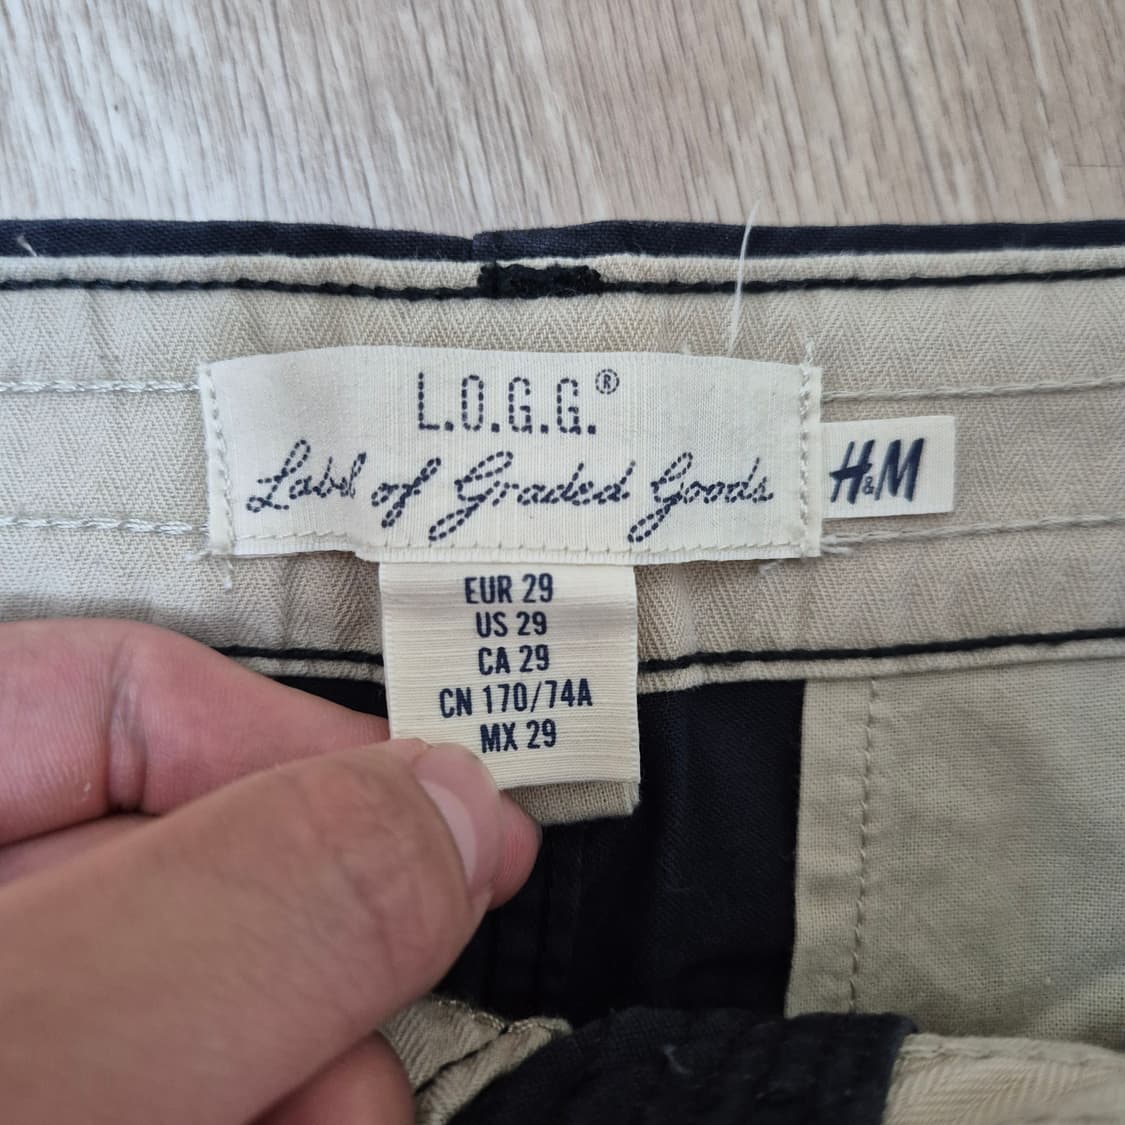 L.O.G.G.®
Label of Graded Goods
H&M
EUR 29
US 29
CA 29
CN 170/74A
MX 29